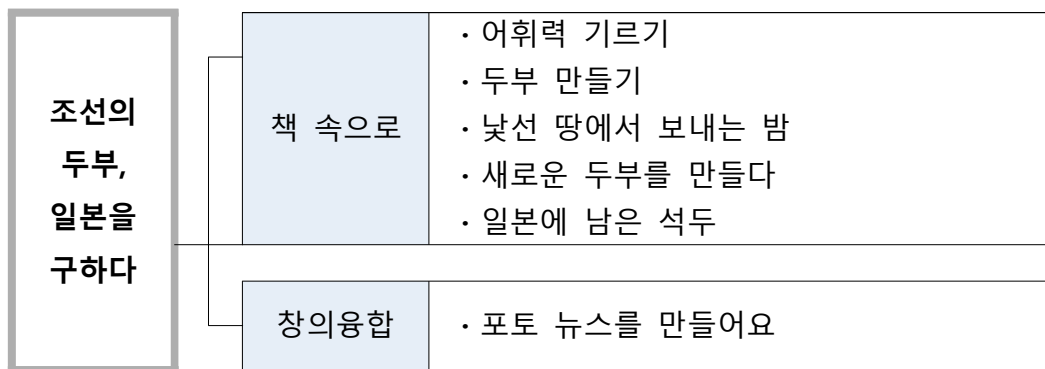 조선의
두부,
일본을
구하다
책 속으로
· 어휘력 기르기
· 두부 만들기
· 낯선 땅에서 보내는 밤
· 새로운 두부를 만들다
· 일본에 남은 석두
창의융합
· 포토 뉴스를 만들어요